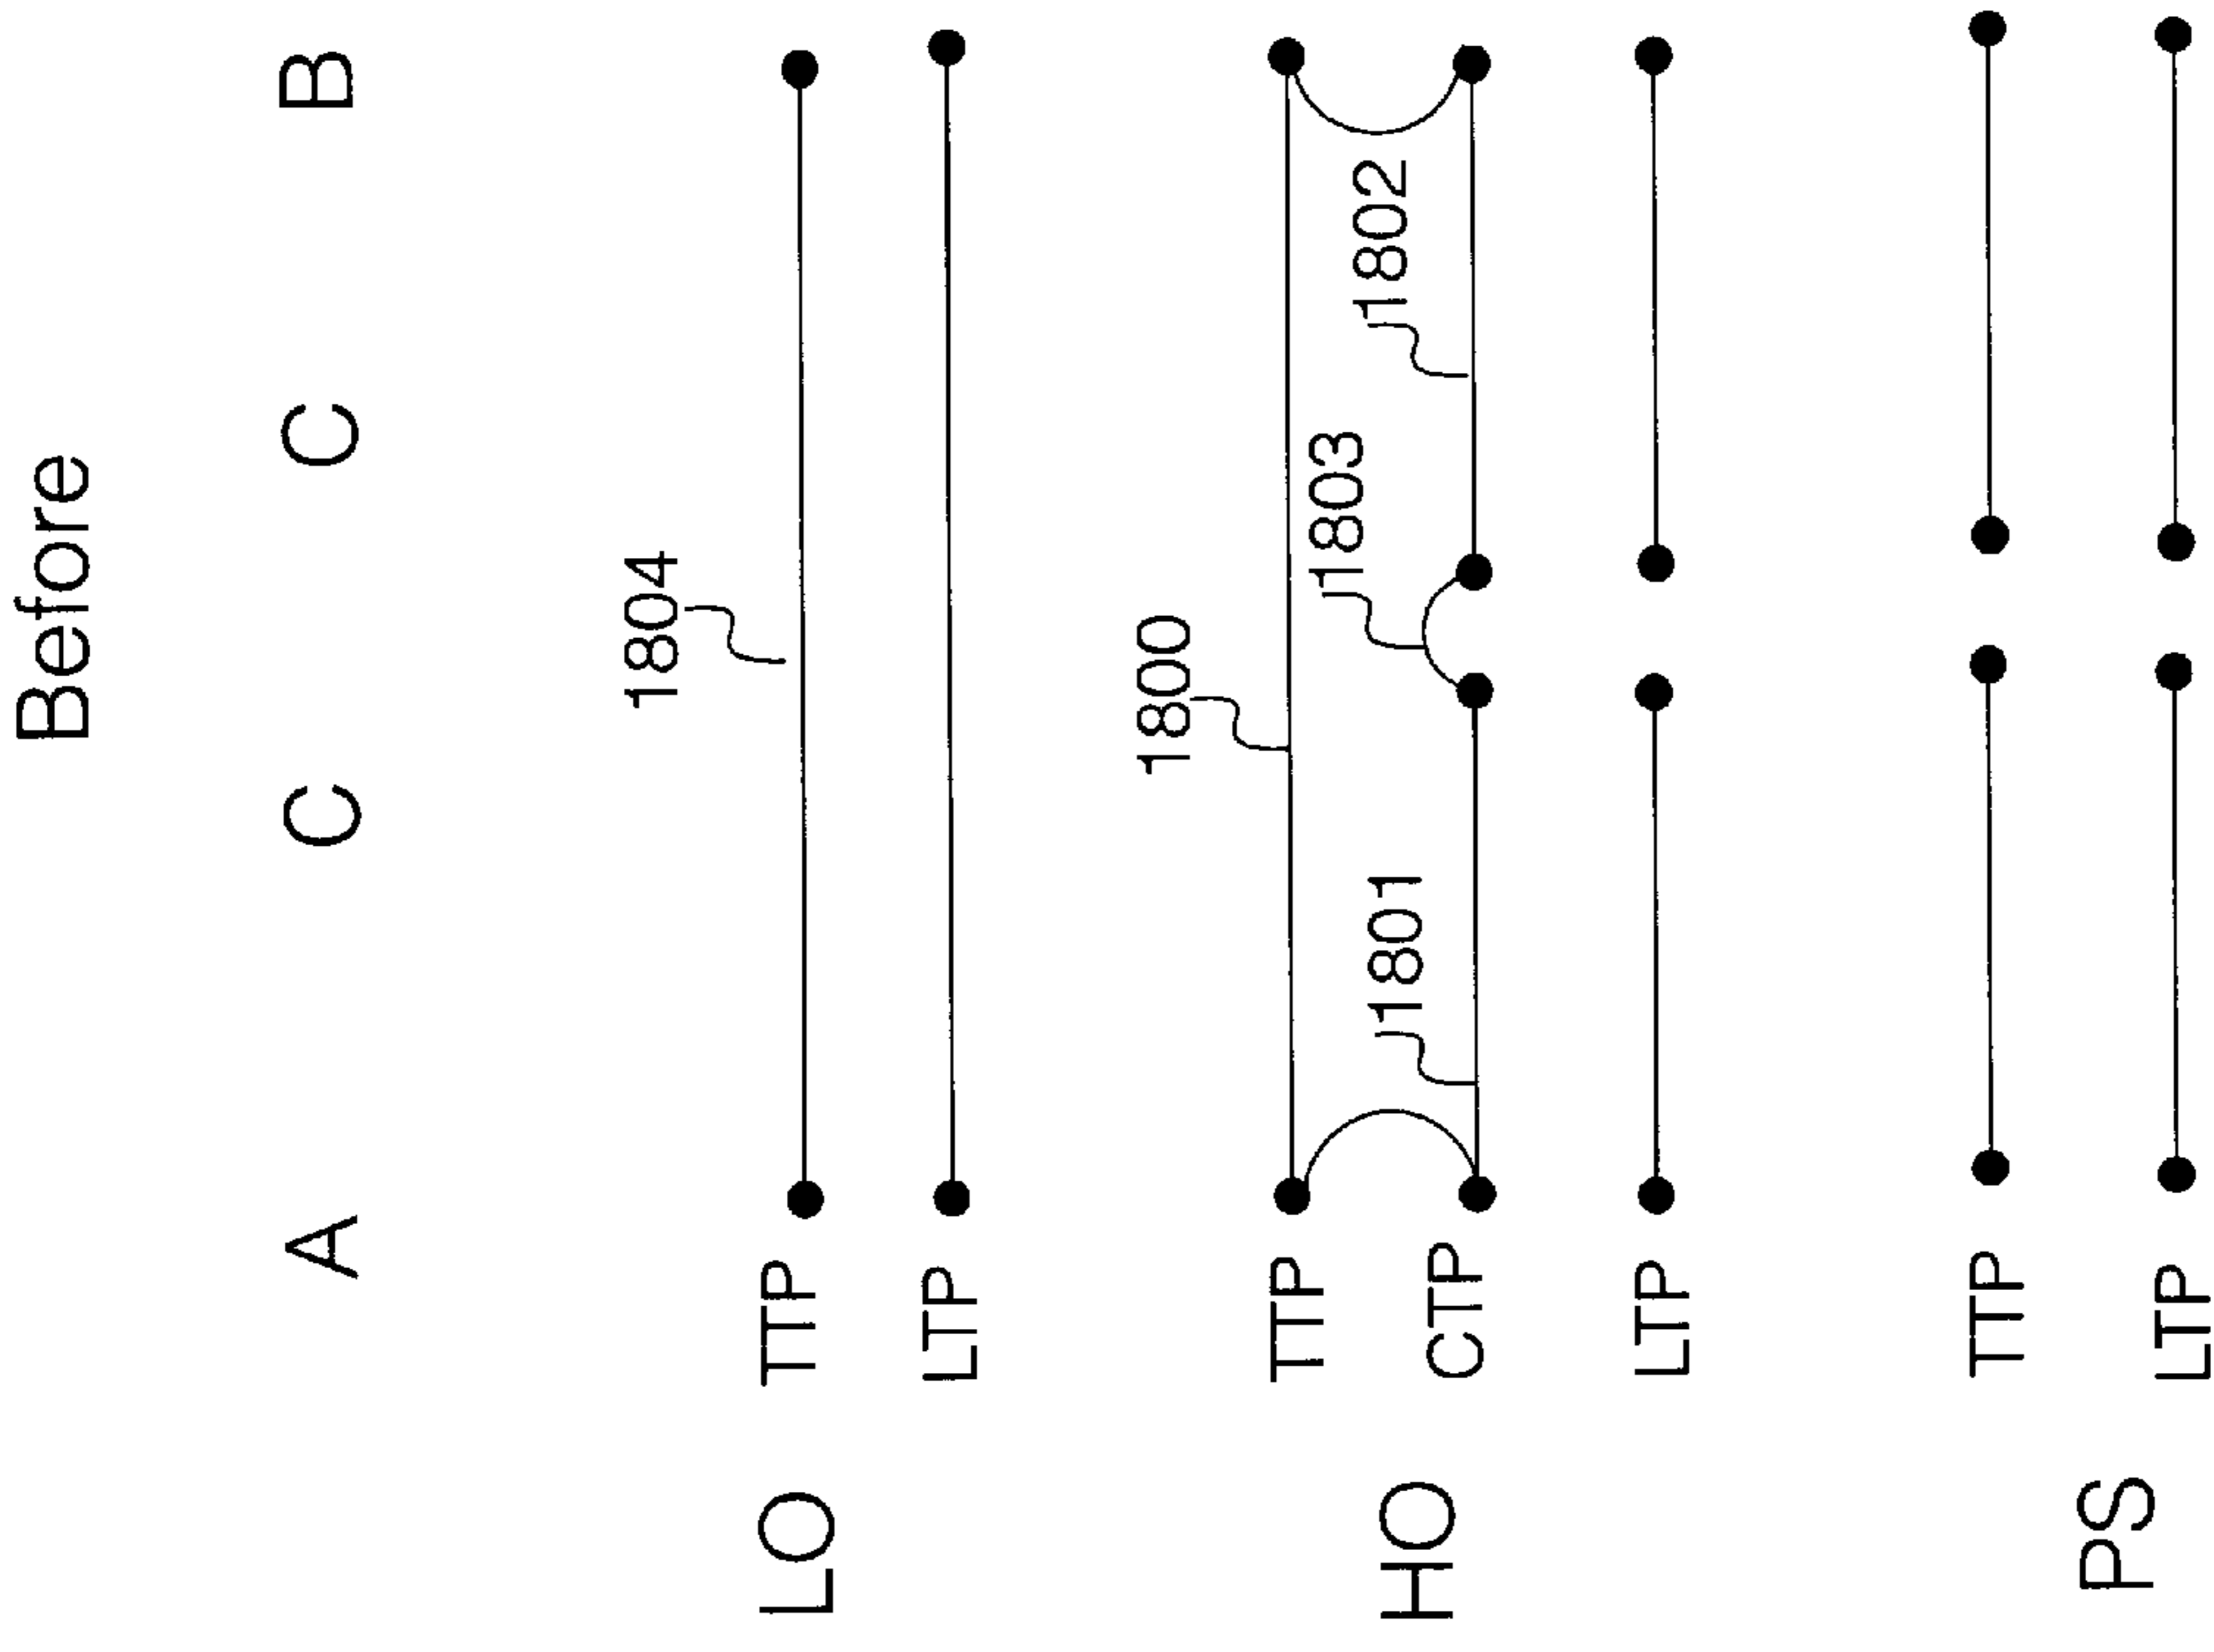 Before
A C C B
1804
LO TTP
LTP
1800
TTP
1803
HO CTP 1801 1802
LTP
TTP
PS
LTP